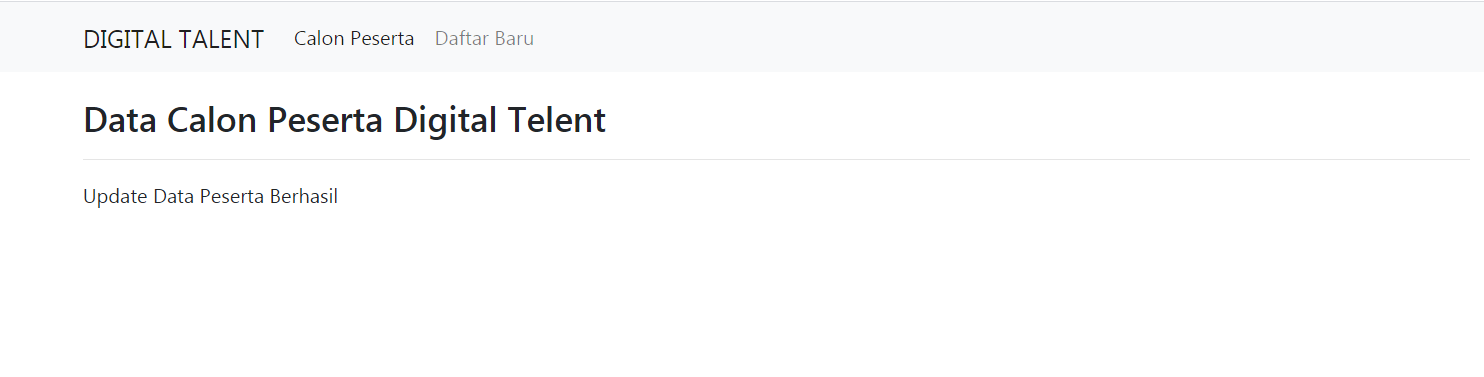 DIGITAL TALENT Calon Peserta Daftar Baru
Data Calon Peserta Digital Telent
Update Data Peserta Berhasil